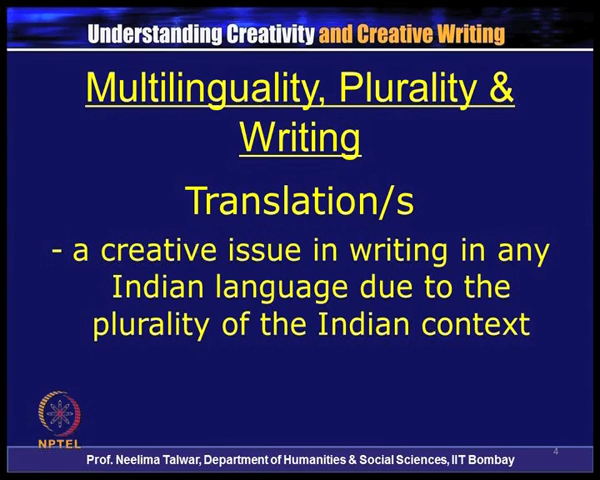 Understanding Creativity and Creative Writing
Multilinguality, Plurality &
Writing
Translation/s
- a creative issue in writing in any
Indian language due to the
plurality of the Indian context
NPTEL
4
Prof. Neelima Talwar, Department of Humanities & Social Sciences, IIT Bombay